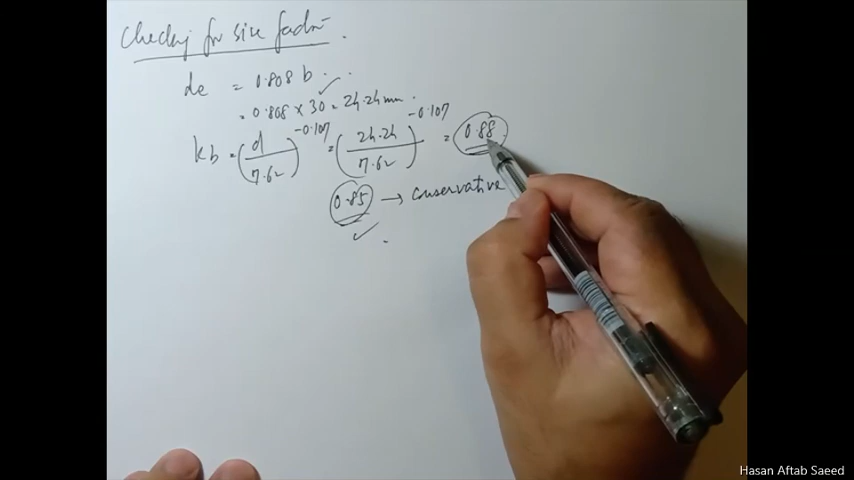 Checking for size factor.
de = 0.808 b.
= 0.808 × 30 = 24.24 mm.
kb = (d/7.62)^-0.107 = (24.24/7.62)^-0.107 = 0.88
0.85 → conservative
Hasan Aftab Saeed